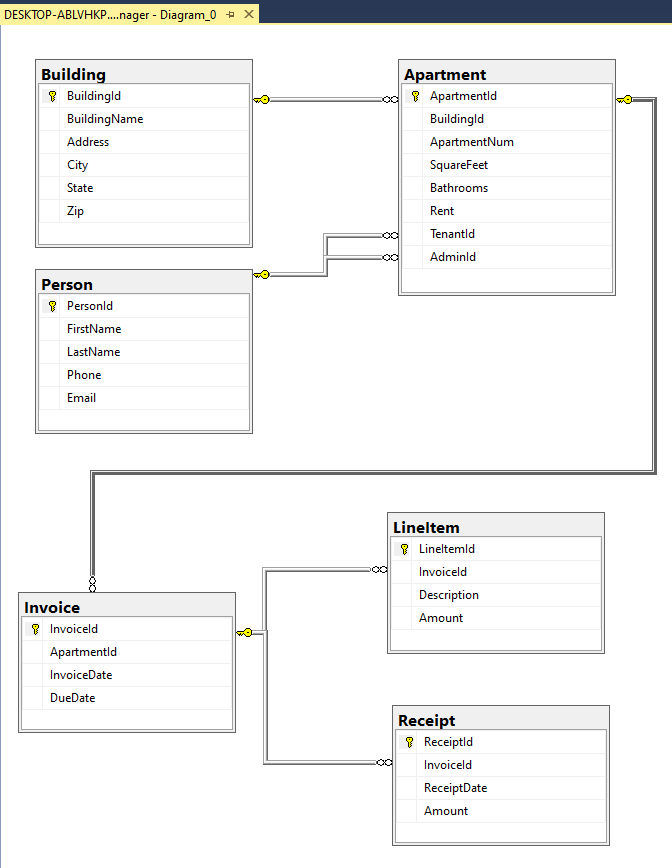 DESKTOP-ABLVHKP....nager - Diagram_0
Building
BuildingId
BuildingName
Address
City
State
Zip
Apartment
ApartmentId
BuildingId
ApartmentNum
SquareFeet
Bathrooms
Rent
TenantId
AdminId
Person
PersonId
FirstName
LastName
Phone
Email
LineItem
LineItemId
InvoiceId
Description
Amount
Invoice
InvoiceId
ApartmentId
InvoiceDate
DueDate
Receipt
ReceiptId
InvoiceId
ReceiptDate
Amount